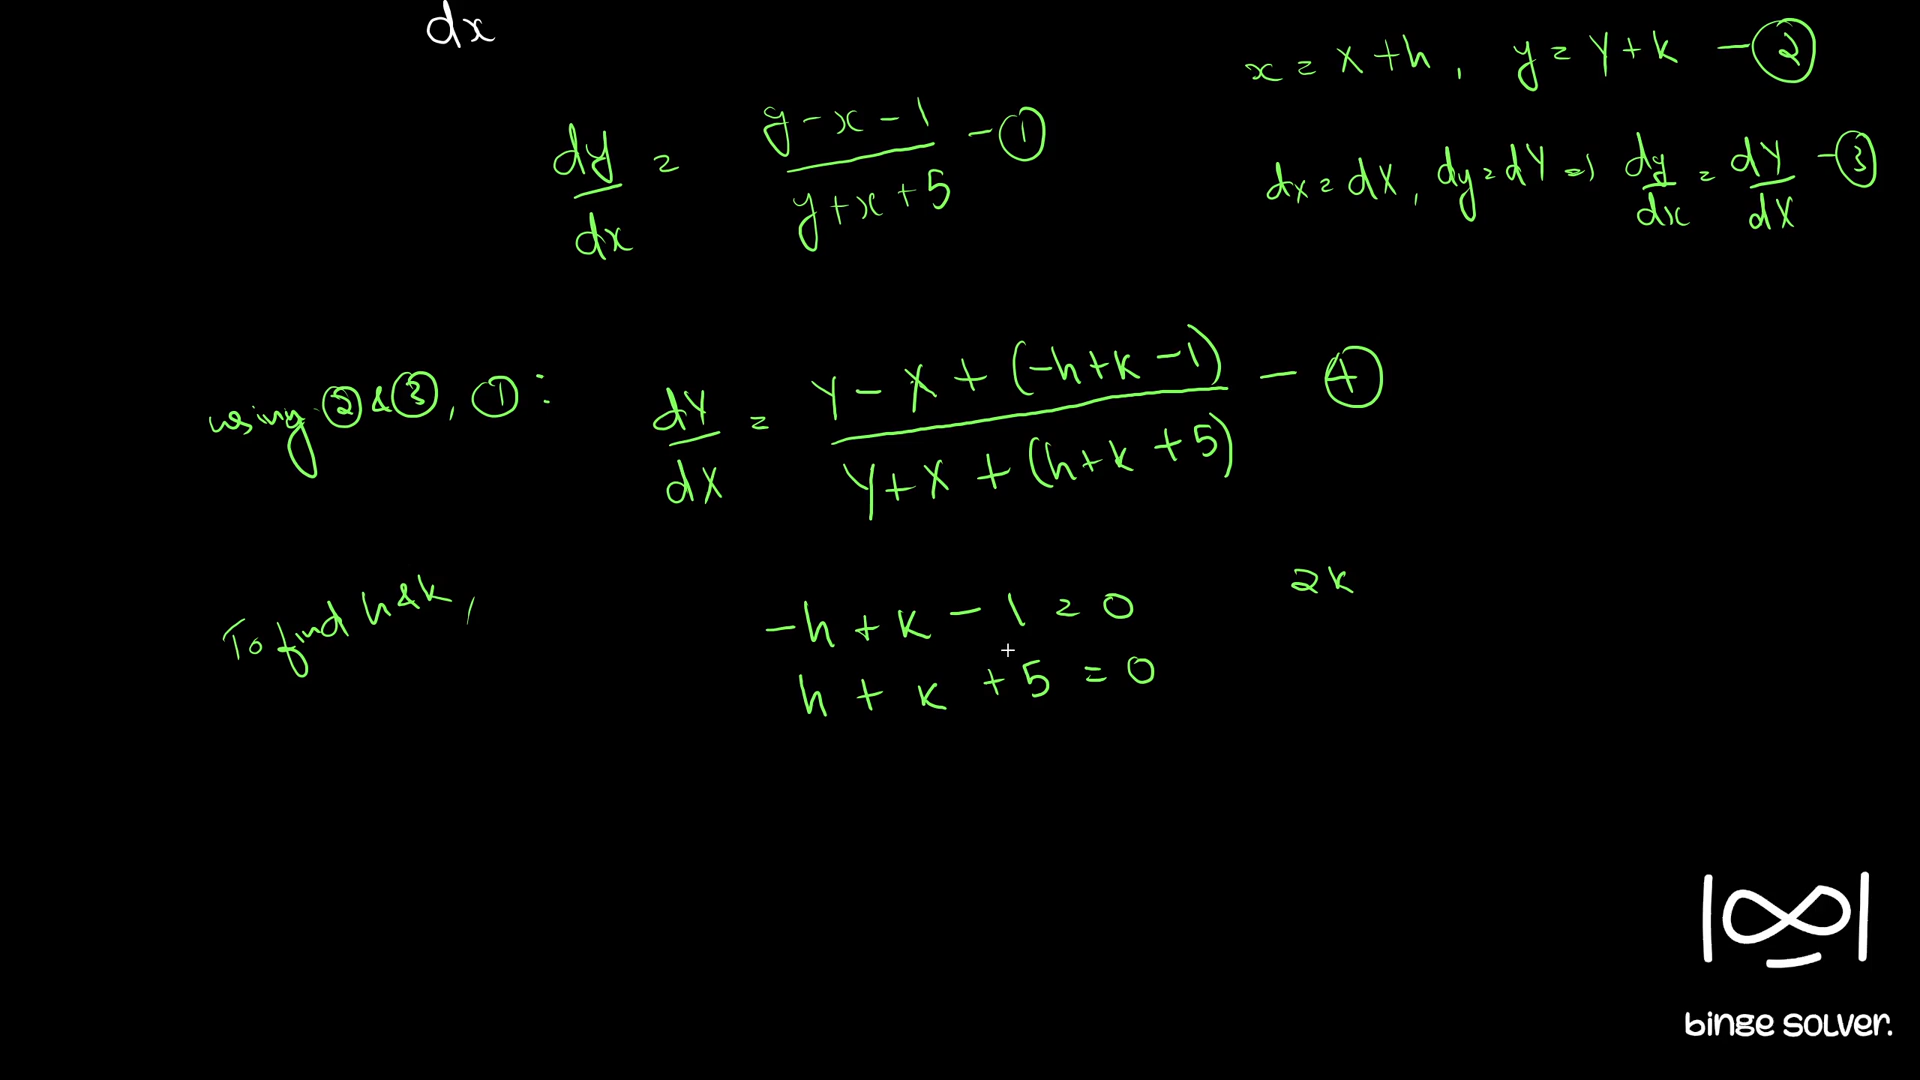 dx
x = X + h, y = Y + k - ②
dy/dx = (y - x - 1)/(y + x + 5) - ①
dx = dX, dy = dY ⇒ dy/dx = dY/dX - ③
using ② & ③, ① : dY/dX = (Y - X + (-h + k - 1))/(Y + X + (h + k + 5)) - ④
To find h & k, -h + k - 1 = 0
2k
h + k + 5 = 0
binge solver.